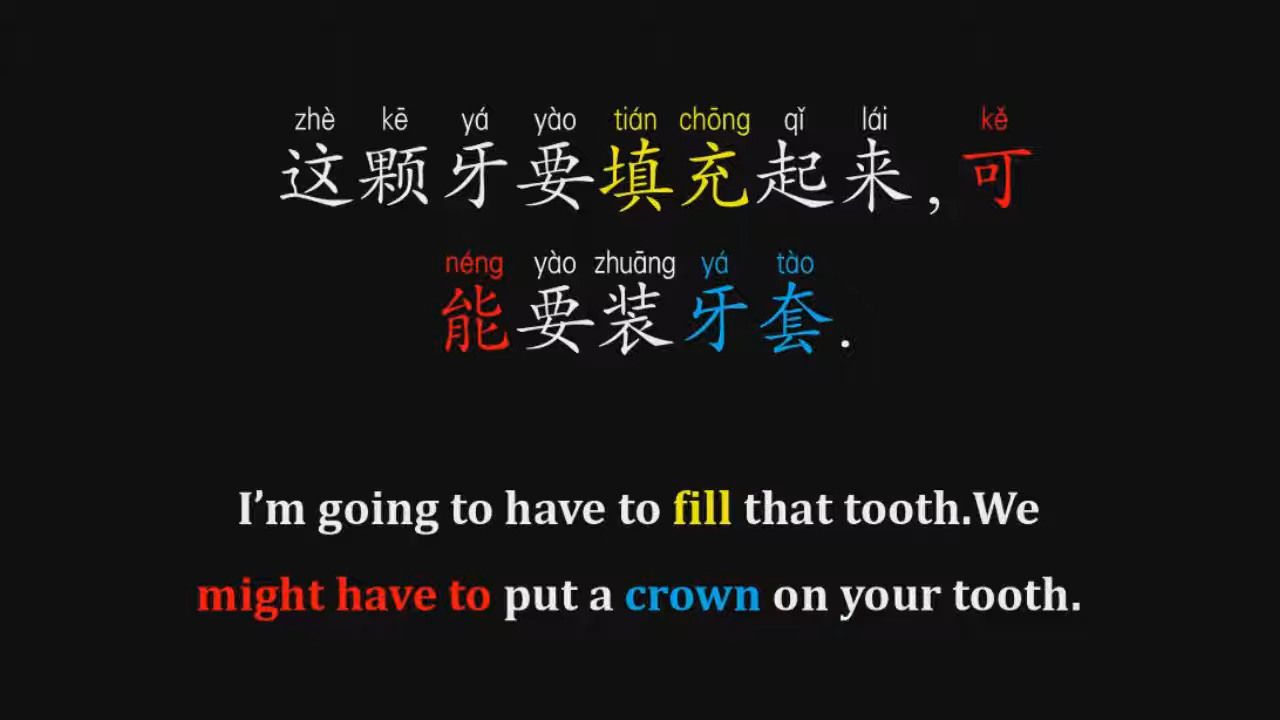 zhè kē yá yào tián chōng qǐ lái kě
这颗牙要填充起来,可
néng yào zhuāng yá tào
能要装牙套.
I’m going to have to fill that tooth.We
might have to put a crown on your tooth.